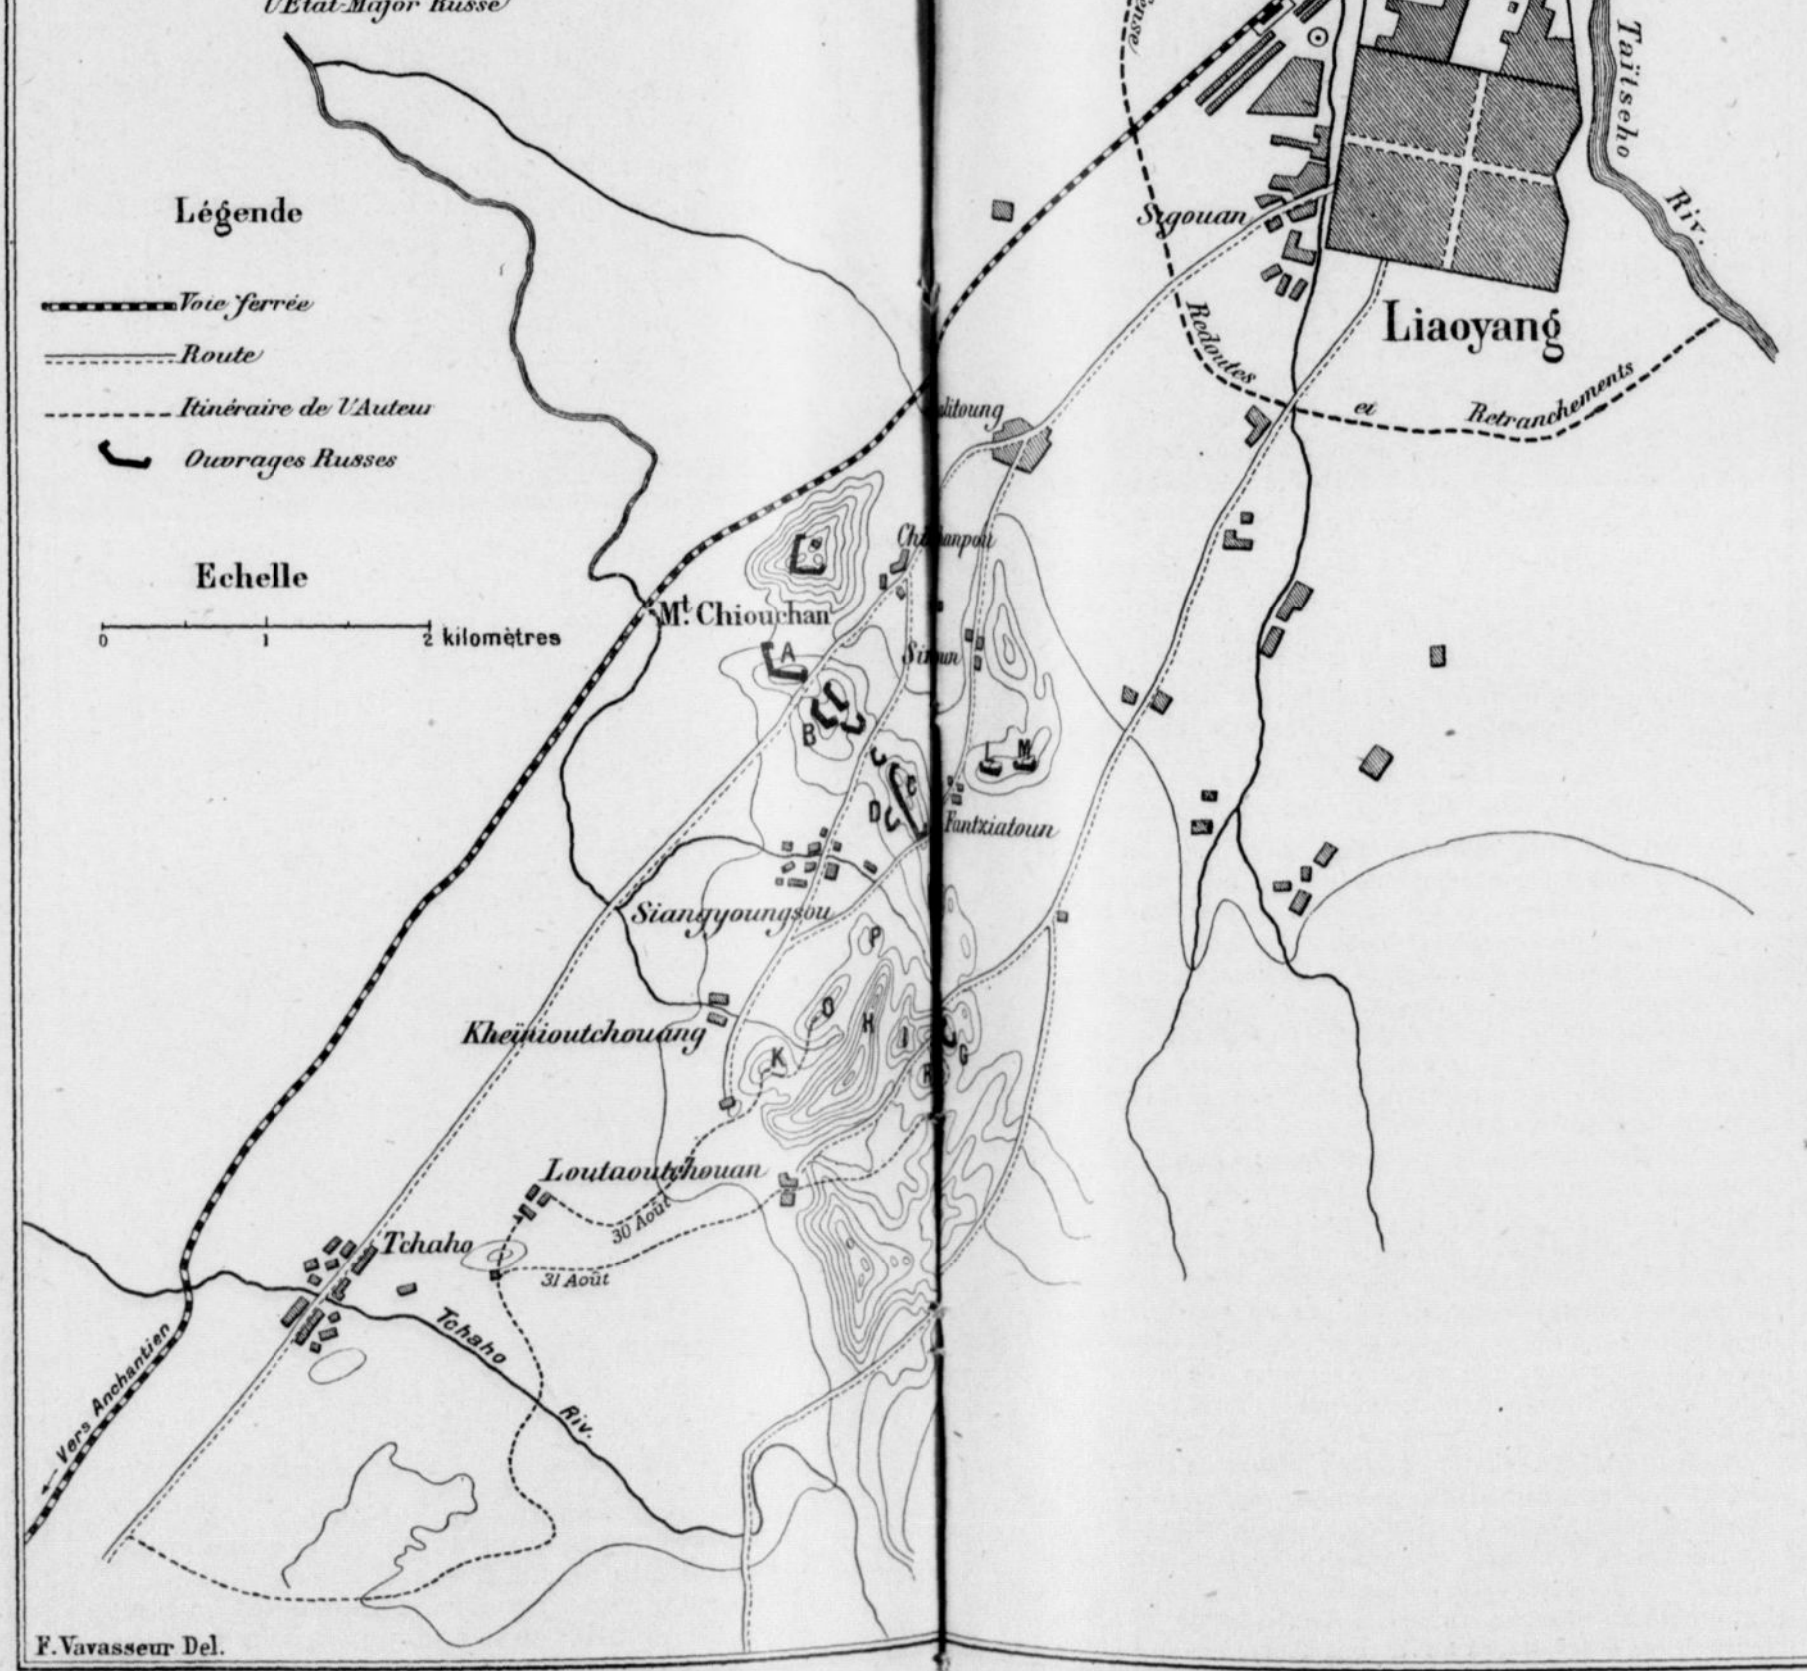 l'État-Major Russe
Taïtseho
Riv.
Légende
Voie ferrée
Route
Itinéraire de l'Auteur
Ouvrages Russes
Echelle
0 1 2 kilomètres
Sigouan
Liaoyang
Redoutes
et
Retranchements
Mt. Chiouchan
A
B
C
L
M
D
Fantziatoun
Siangyoungsou
P
O
H
I
G
K
Loutaoutchouan
30 Août
Tchaho
31 Août
Tchaho
Riv.
Vers Anchantien
F. Vavasseur Del.